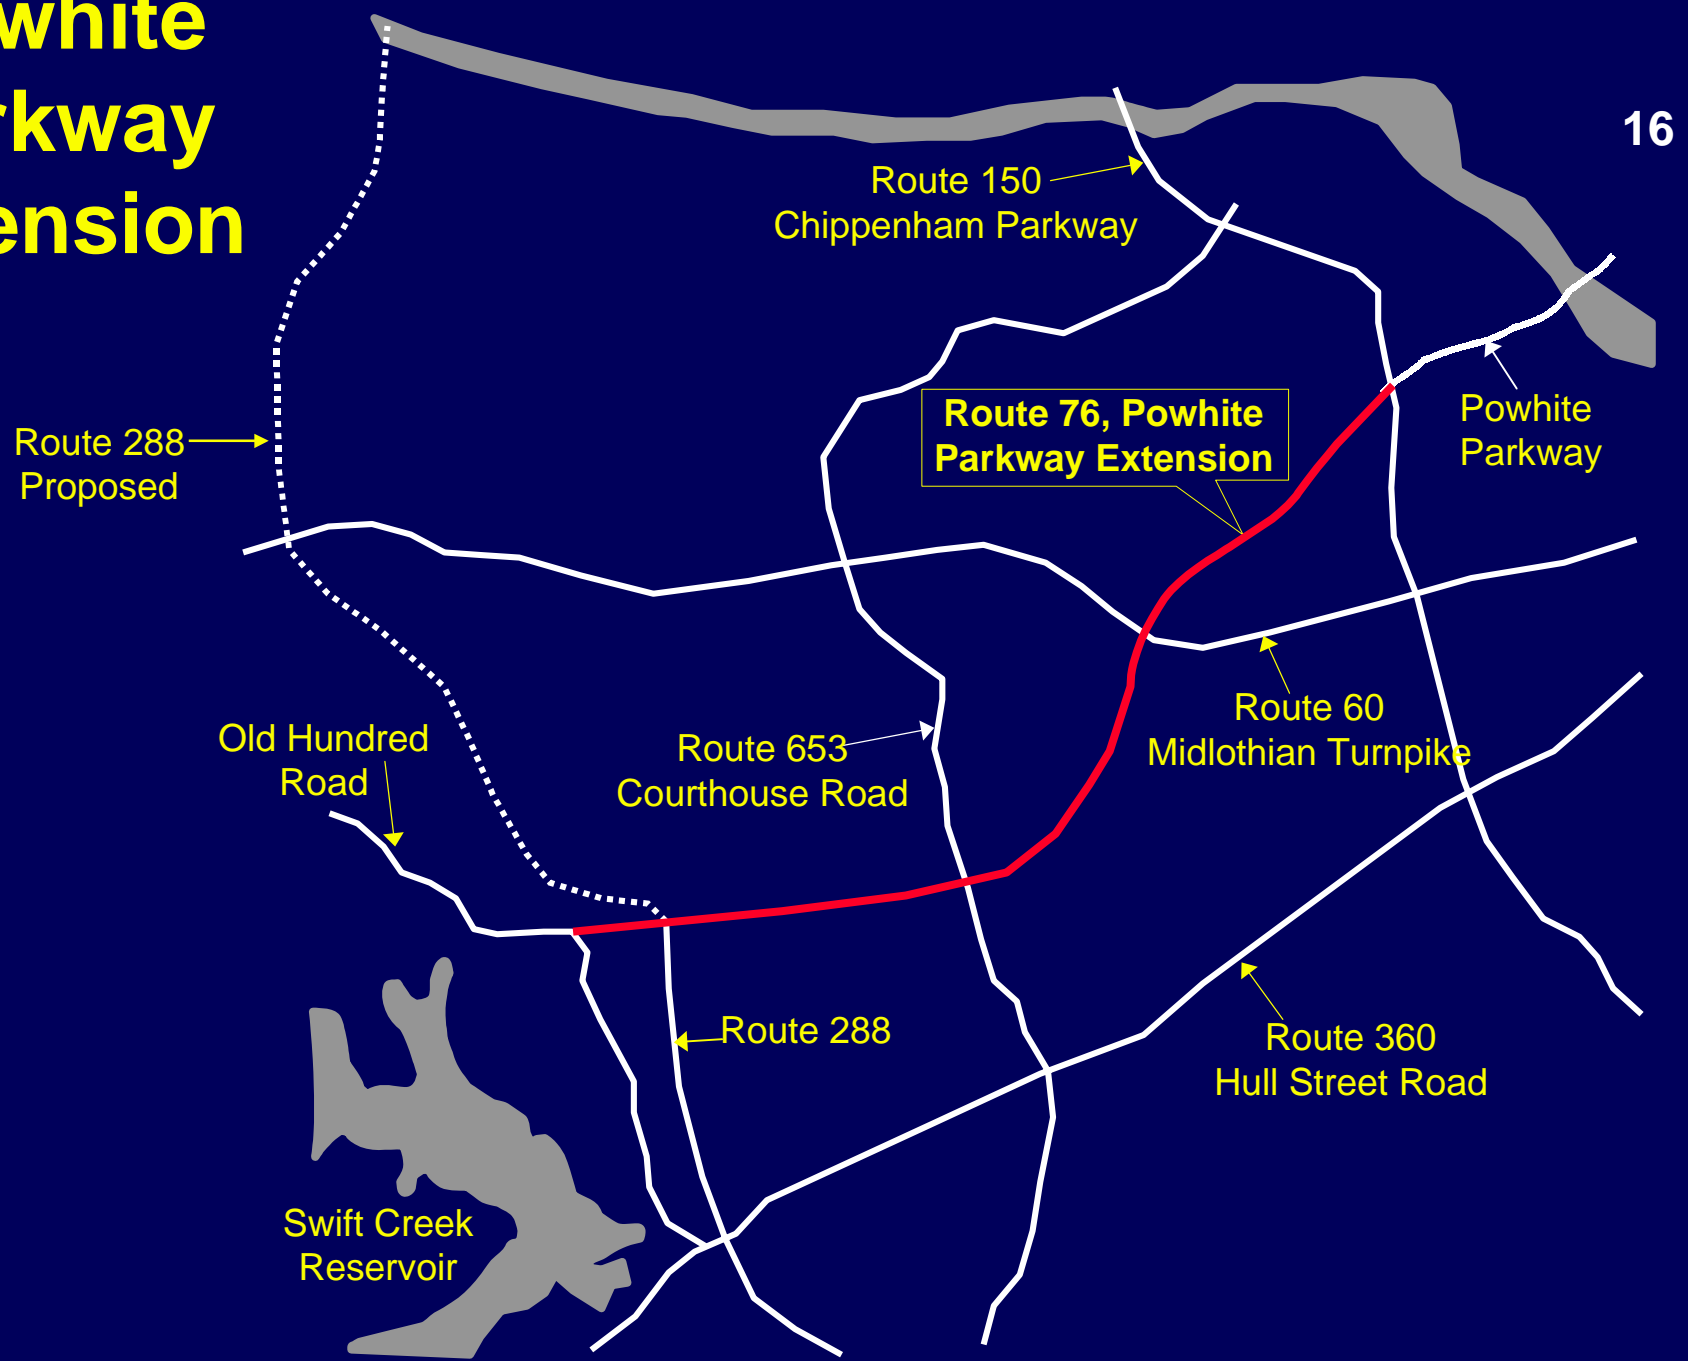 white
rkway
ension
16
Route 150
Chippenham Parkway
Route 76, Powhite
Parkway Extension
Powhite
Parkway
Route 288
Proposed
Old Hundred
Road
Route 653
Courthouse Road
Route 60
Midlothian Turnpike
Route 288
Route 360
Hull Street Road
Swift Creek
Reservoir